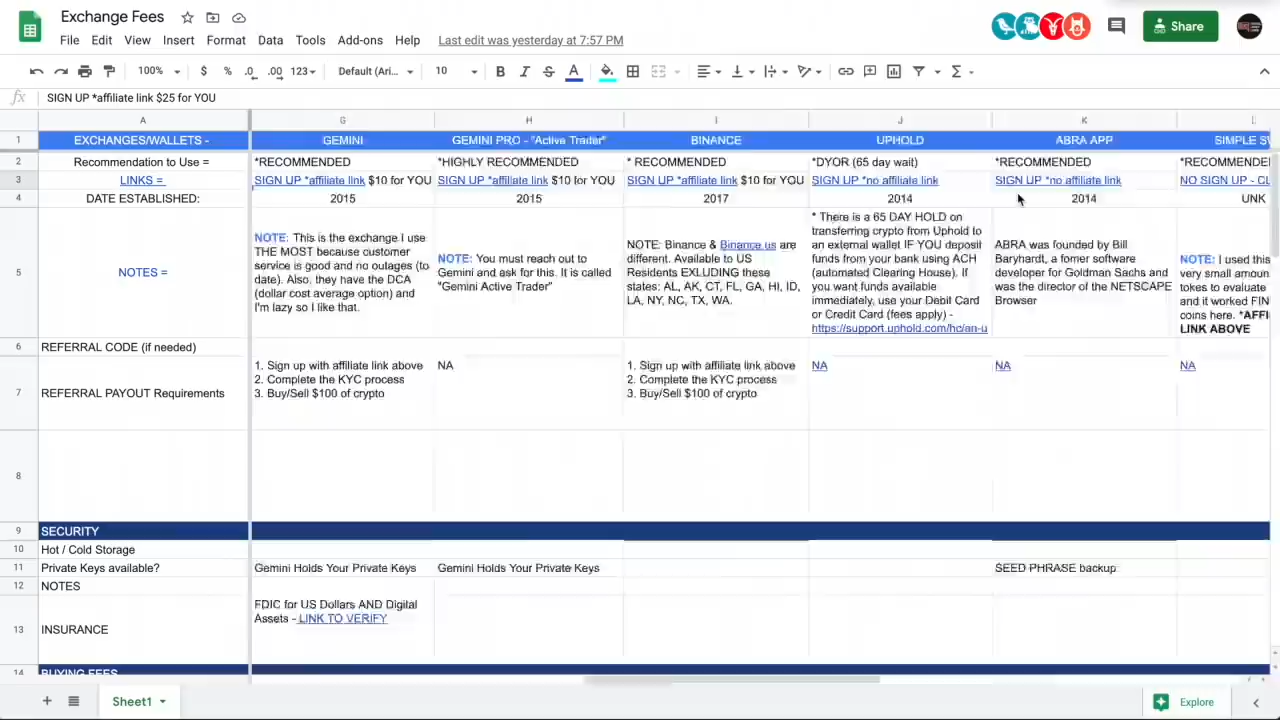 Exchange Fees
File Edit View Insert Format Data Tools Add-ons Help Last edit was yesterday at 7:57 PM
Share
100% $ % .0 .00 123 Default (Ari... 10 B I S A
fx SIGN UP *affiliate link $25 for YOU
A G H I J K
1 EXCHANGES/WALLETS - GEMINI GEMINI PRO - "Active Trader" BINANCE UPHOLD ABRA APP SIMPLE
2 Recommendation to Use = *RECOMMENDED *HIGHLY RECOMMENDED * RECOMMENDED *DYOR (65 day wait) *RECOMMENDED
3 LINKS = SIGN UP *affiliate link $10 for YOU SIGN UP *affiliate link $10 for YOU SIGN UP *affiliate link $10 for YOU SIGN UP *no affiliate link SIGN UP *no affiliate link NO SIGN UP -
4 DATE ESTABLISHED: 2015 2015 2017 2014 2014 UNK
5 NOTES =
NOTE: This is the exchange I use
THE MOST because customer
service is good and no outages (to
date). Also, they have the DCA
(dollar cost average option) and
I'm lazy so I like that.
NOTE: You must reach out to
Gemini and ask for this. It is called
"Gemini Active Trader"
NOTE: Binance & Binance.us are
different. Available to US
Residents EXLUDING these
states: AL, AK, CT, FL, GA, HI, ID,
LA, NY, NC, TX, WA.
* There is a 65 DAY HOLD on
transferring crypto from Uphold to
an external wallet IF YOU deposit
funds from your bank using ACH
(automated Clearing House). If
you want funds available
immediately, use your Debit Card
or Credit Card (fees apply) -
https://support.uphold.com/hc/en-u
ABRA was founded by Bill
Baryhardt, a fomer software
developer for Goldman Sachs and
was the director of the NETSCAPE
Browser
NOTE: I used this
very small
tokes to evaluate
and it worked FIN
coins here. *AFFI
LINK ABOVE
6 REFERRAL CODE (if needed)
7 REFERRAL PAYOUT Requirements
1. Sign up with affiliate link above
2. Complete the KYC process
3. Buy/Sell $100 of crypto
NA
1. Sign up with affiliate link above
2. Complete the KYC process
3. Buy/Sell $100 of crypto
NA
NA
NA
8
9 SECURITY
10 Hot / Cold Storage
11 Private Keys available? Gemini Holds Your Private Keys Gemini Holds Your Private Keys SEED PHRASE backup
12 NOTES
13 INSURANCE
FDIC for US Dollars AND Digital
Assets - LINK TO VERIFY
14 BUYING FEES
Sheet1
Explore